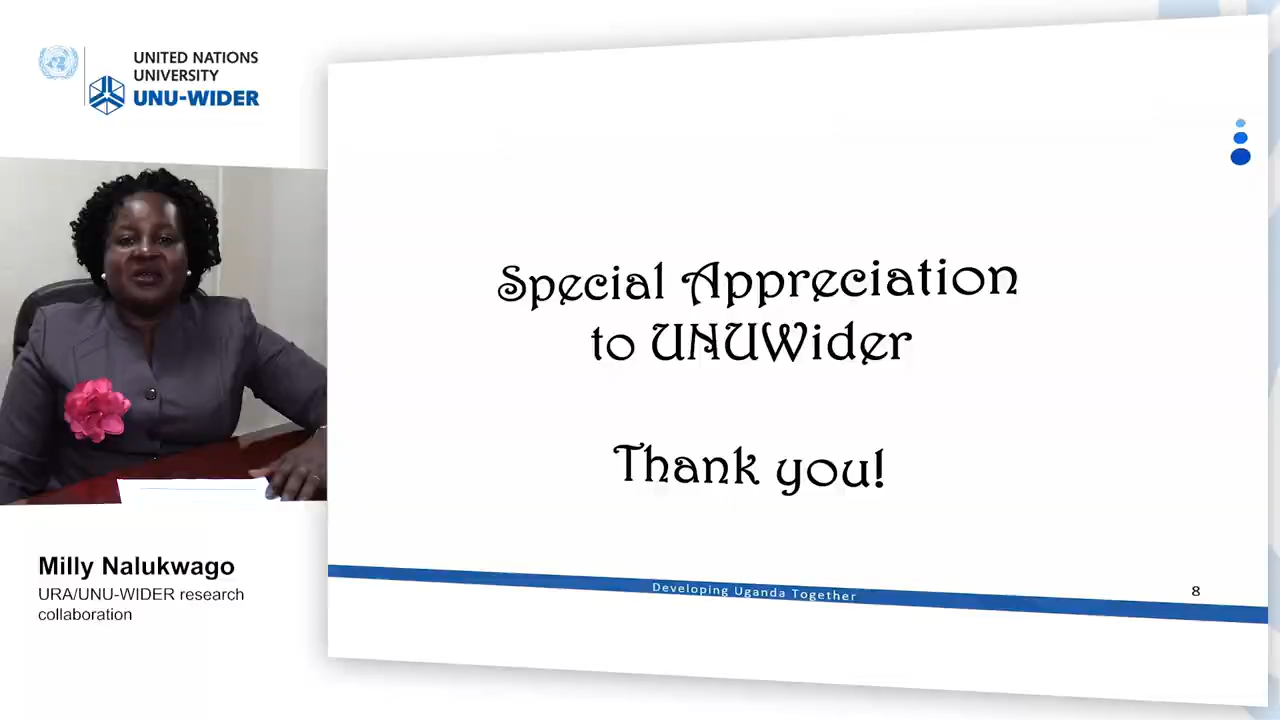 UNITED NATIONS
UNIVERSITY
UNU-WIDER
Milly Nalukwago
URA/UNU-WIDER research
collaboration
Special Appreciation
to UNUWider
Thank you!
Developing Uganda Together
8